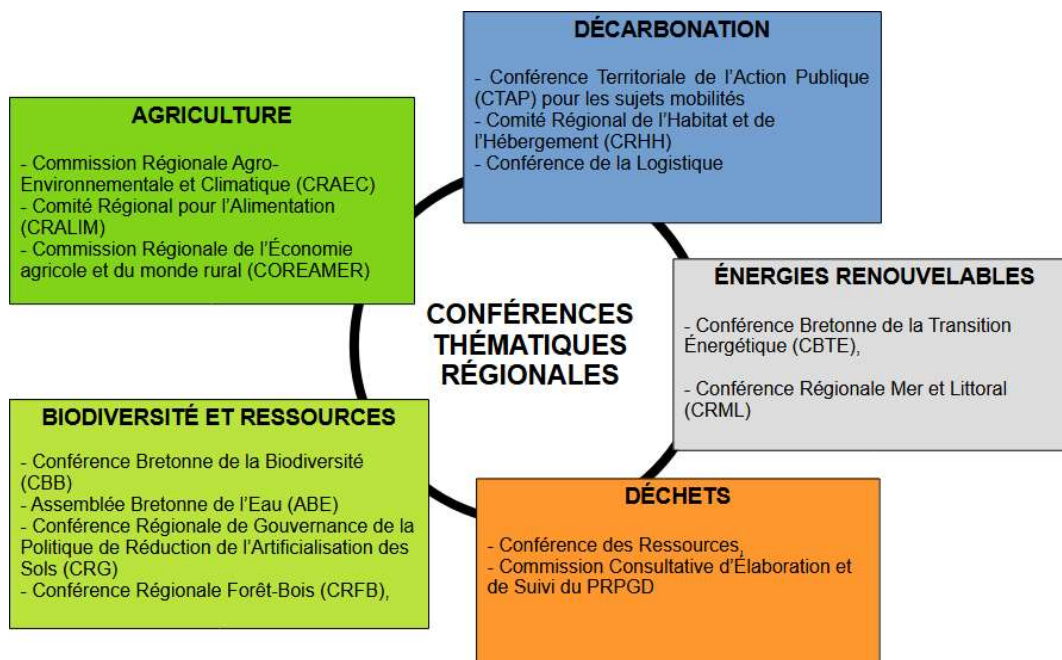 DÉCARBONATION
- Conférence Territoriale de l’Action Publique
(CTAP) pour les sujets mobilités
- Comité Régional de l’Habitat et de
l’Hébergement (CRHH)
- Conférence de la Logistique
AGRICULTURE
- Commission Régionale Agro-
Environnementale et Climatique (CRAEC)
- Comité Régional pour l’Alimentation
(CRALIM)
- Commission Régionale de l’Économie
agricole et du monde rural (COREAMER)
ÉNERGIES RENOUVELABLES
- Conférence Bretonne de la Transition
Énergétique (CBTE),
- Conférence Régionale Mer et Littoral
(CRML)
CONFÉRENCES
THÉMATIQUES
RÉGIONALES
BIODIVERSITÉ ET RESSOURCES
- Conférence Bretonne de la Biodiversité
(CBB)
- Assemblée Bretonne de l’Eau (ABE)
- Conférence Régionale de Gouvernance de la
Politique de Réduction de l’Artificialisation des
Sols (CRG)
- Conférence Régionale Forêt-Bois (CRFB),
DÉCHETS
- Conférence des Ressources,
- Commission Consultative d’Élaboration et
de Suivi du PRPGD